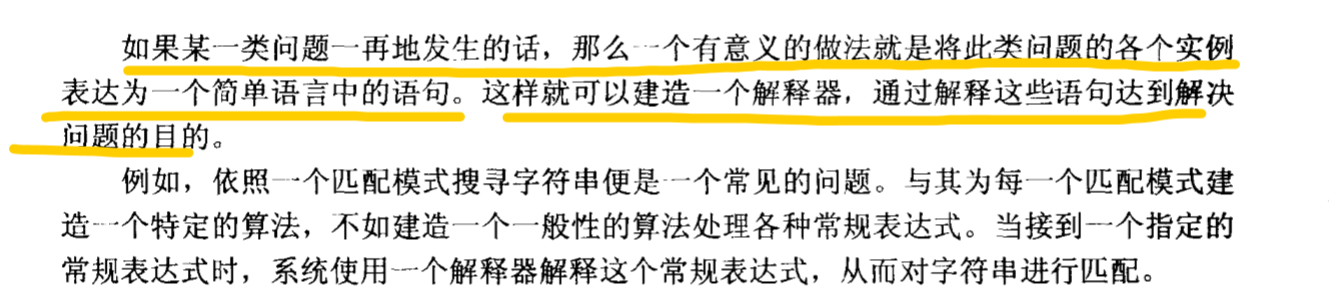 如果某一类问题一再地发生的话，那么一个有意义的做法就是将此类问题的各个实例
表达为一个简单语言中的语句。这样就可以建造一个解释器，通过解释这些语句达到解决
问题的目的。
例如，依照一个匹配模式搜寻字符串便是一个常见的问题。与其为每一个匹配模式建
造一个特定的算法，不如建造一个一般性的算法处理各种常规表达式。当接到一个指定的
常规表达式时，系统使用一个解释器解释这个常规表达式，从而对字符串进行匹配。